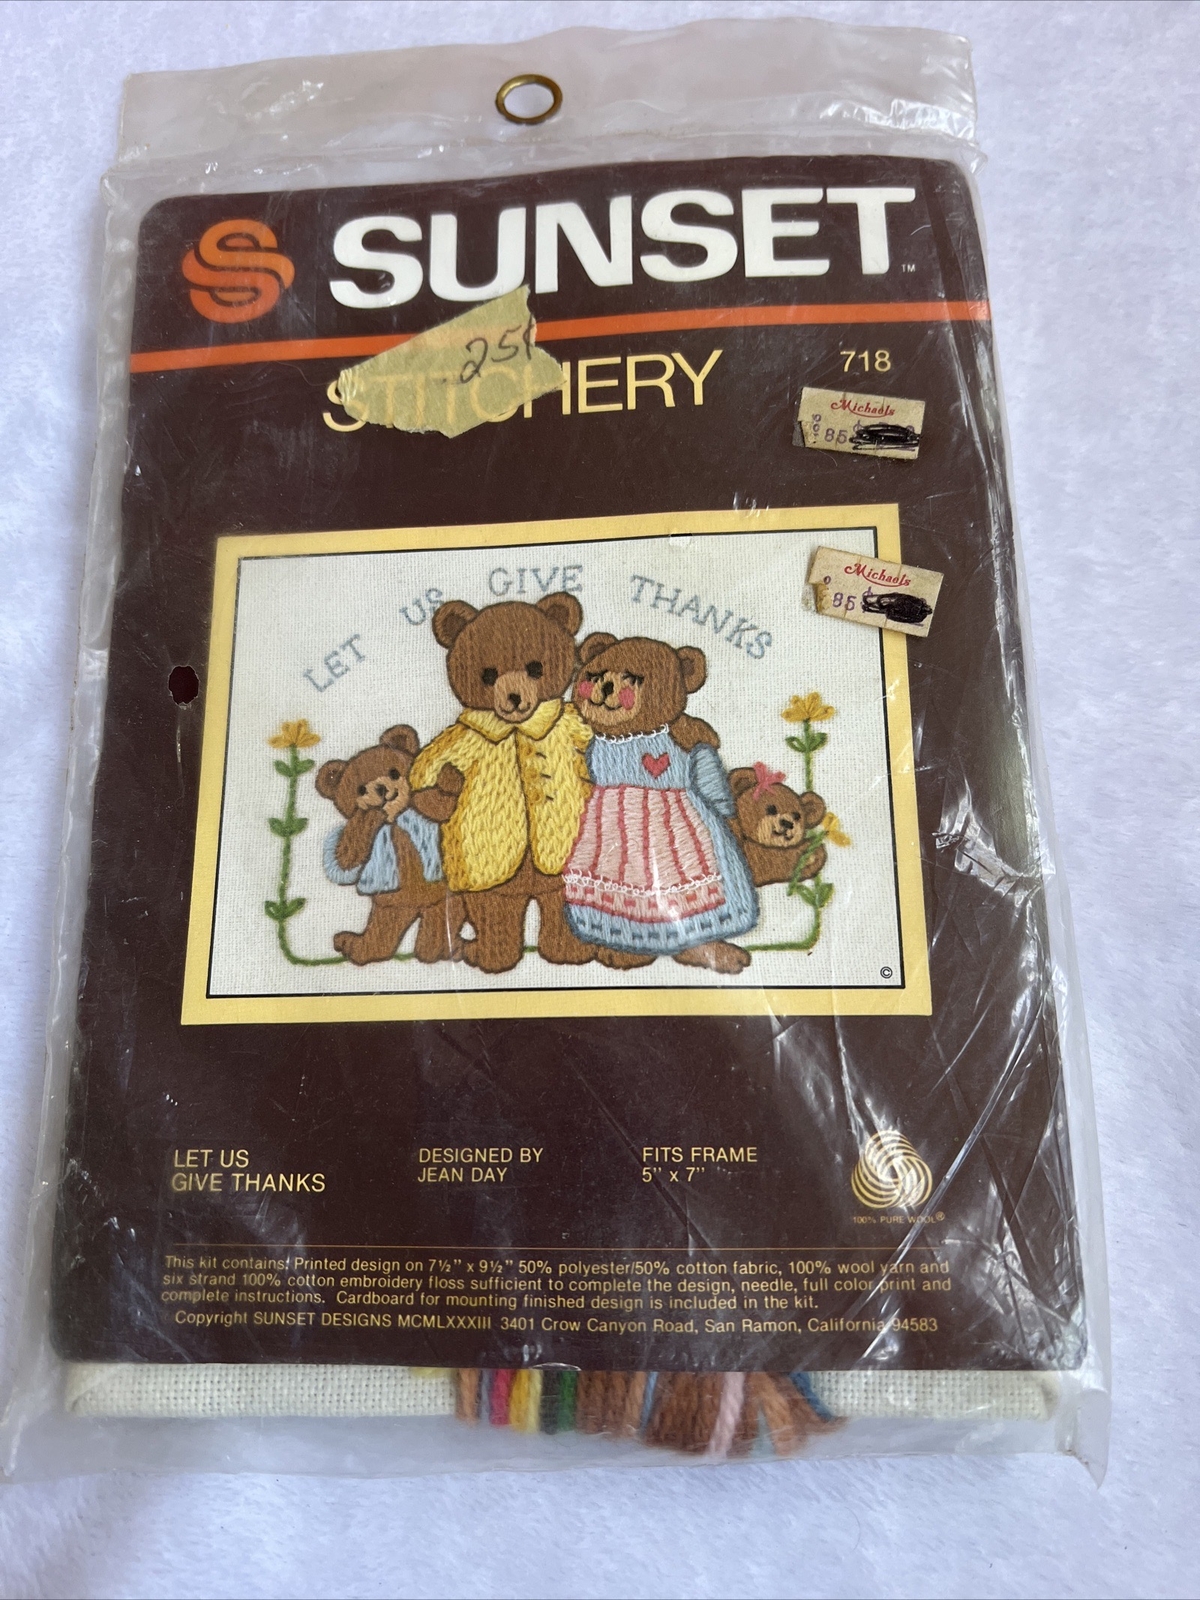 SUNSET™
25¢
STITCHERY
718
Michaels
85 $
Michaels
85 $
LET US GIVE THANKS
©
LET US
GIVE THANKS
DESIGNED BY
JEAN DAY
FITS FRAME
5" x 7"
100% PURE WOOL®
This kit contains: Printed design on 7½" x 9½" 50% polyester/50% cotton fabric, 100% wool yarn and
six strand 100% cotton embroidery floss sufficient to complete the design, needle, full color print and
complete instructions. Cardboard for mounting finished design is included in the kit.
Copyright SUNSET DESIGNS MCMLXXXIII 3401 Crow Canyon Road, San Ramon, California 94583